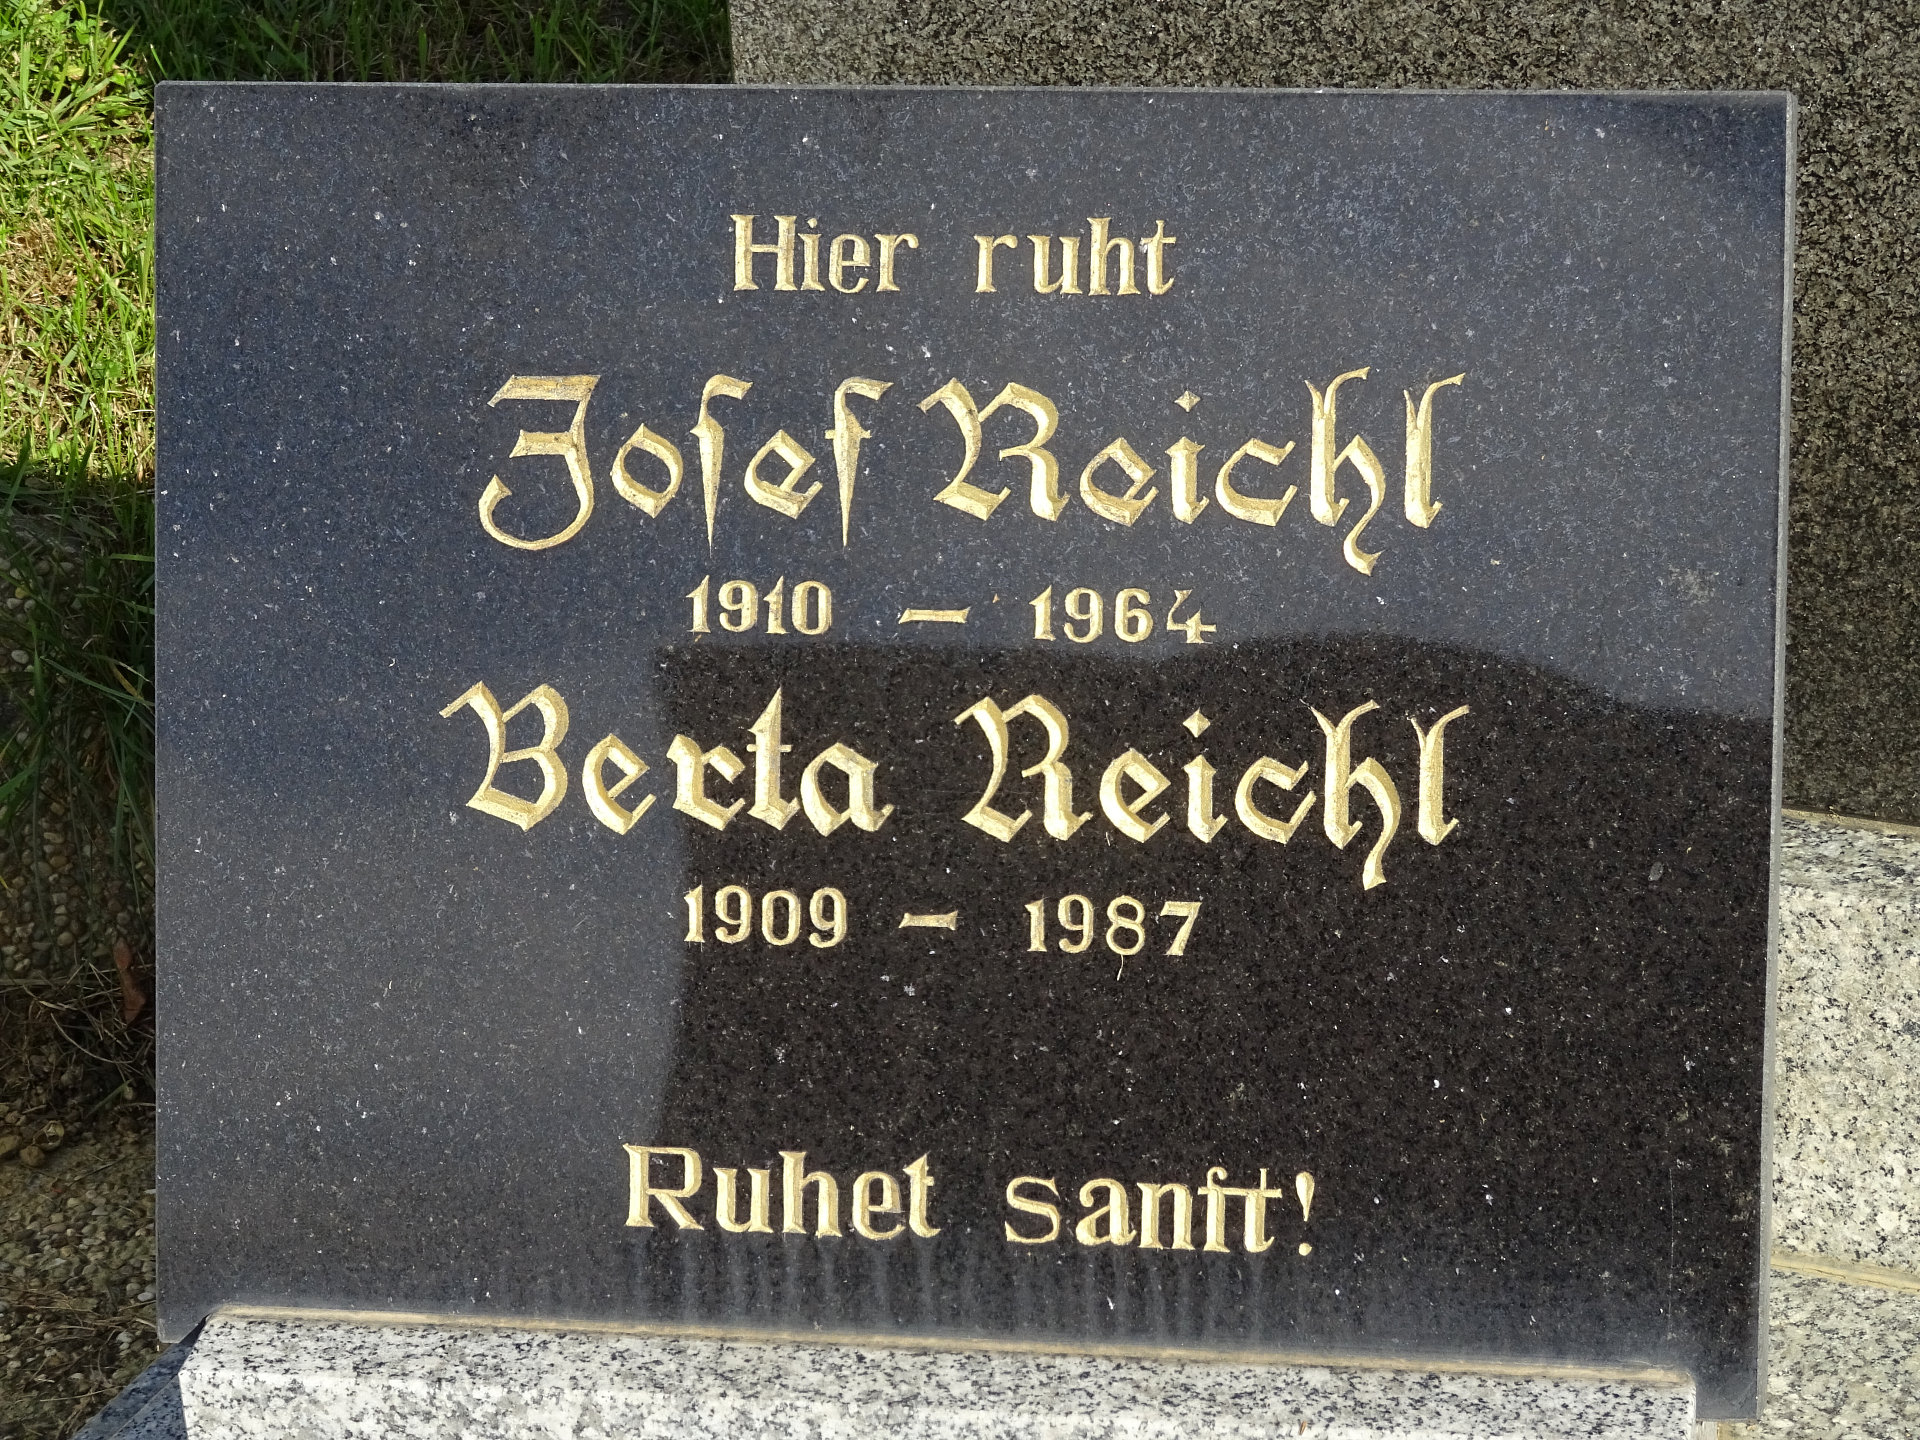 Hier ruht
Josef Reichl
1910 – 1964
Berta Reichl
1909 – 1987
Ruhet sanft!